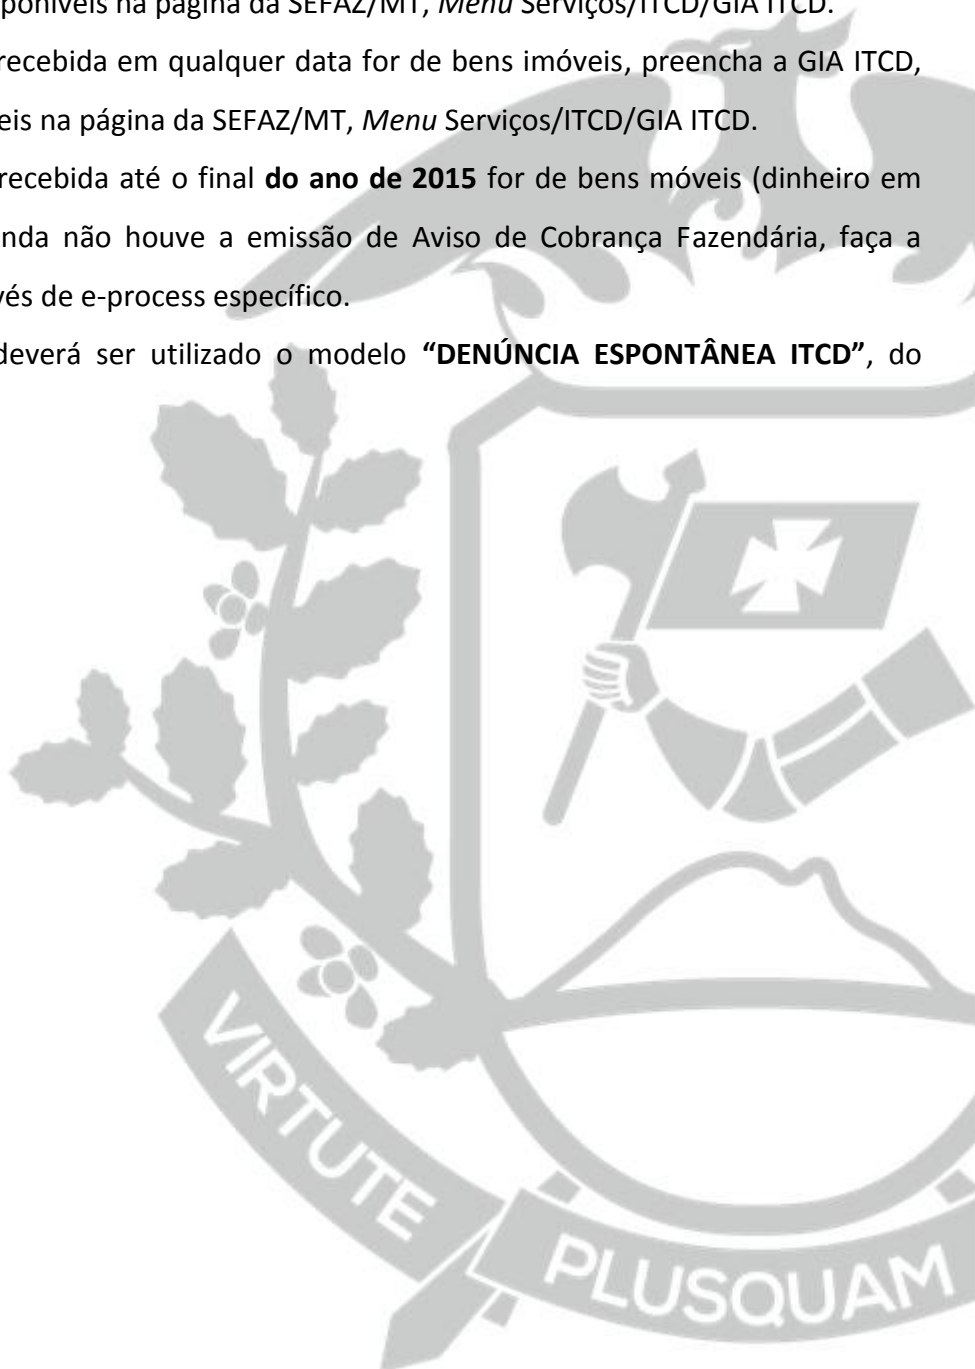 poníveis na página da SEFAZ/MT, Menu Serviços/ITCD/GIA ITCD.
recebida em qualquer data for de bens imóveis, preencha a GIA ITCD,
eis na página da SEFAZ/MT, Menu Serviços/ITCD/GIA ITCD.
recebida até o final do ano de 2015 for de bens móveis (dinheiro em
nda não houve a emissão de Aviso de Cobrança Fazendária, faça a
vés de e-process específico.
deverá ser utilizado o modelo “DENÚNCIA ESPONTÂNEA ITCD”, do
VIRTUTE
PLUSQUAM